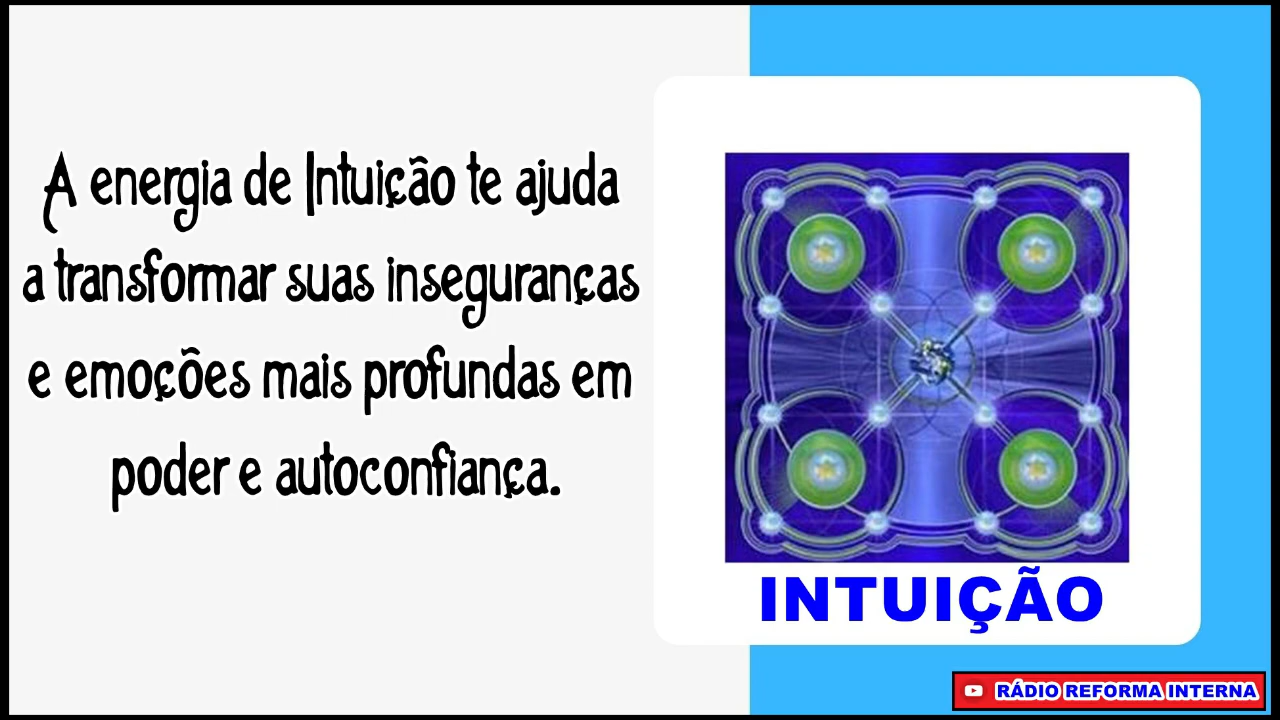 A energia de Intuição te ajuda
a transformar suas inseguranças
e emoções mais profundas em
poder e autoconfiança.
INTUIÇÃO
RÁDIO REFORMA INTERNA